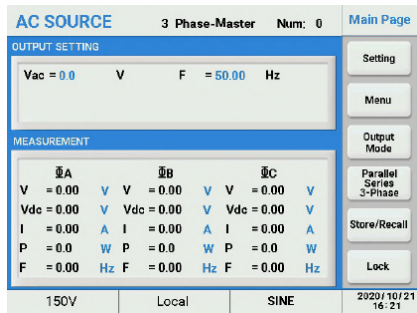 AC SOURCE 3 Phase-Master Num: 0 Main Page
OUTPUT SETTING
Vac = 0.0 V F = 50.00 Hz
MEASUREMENT
ΦA ΦB ΦC
V = 0.00 V V = 0.00 V V = 0.00 V
Vdc = 0.00 V Vdc = 0.00 V Vdc = 0.00 V
I = 0.00 A I = 0.00 A I = 0.00 A
P = 0.0 W P = 0.0 W P = 0.0 W
F = 0.00 Hz F = 0.00 Hz F = 0.00 Hz
Setting
Menu
Output
Mode
Parallel
Series
3-Phase
Store/Recall
Lock
150V Local SINE 2020/10/21
16:21